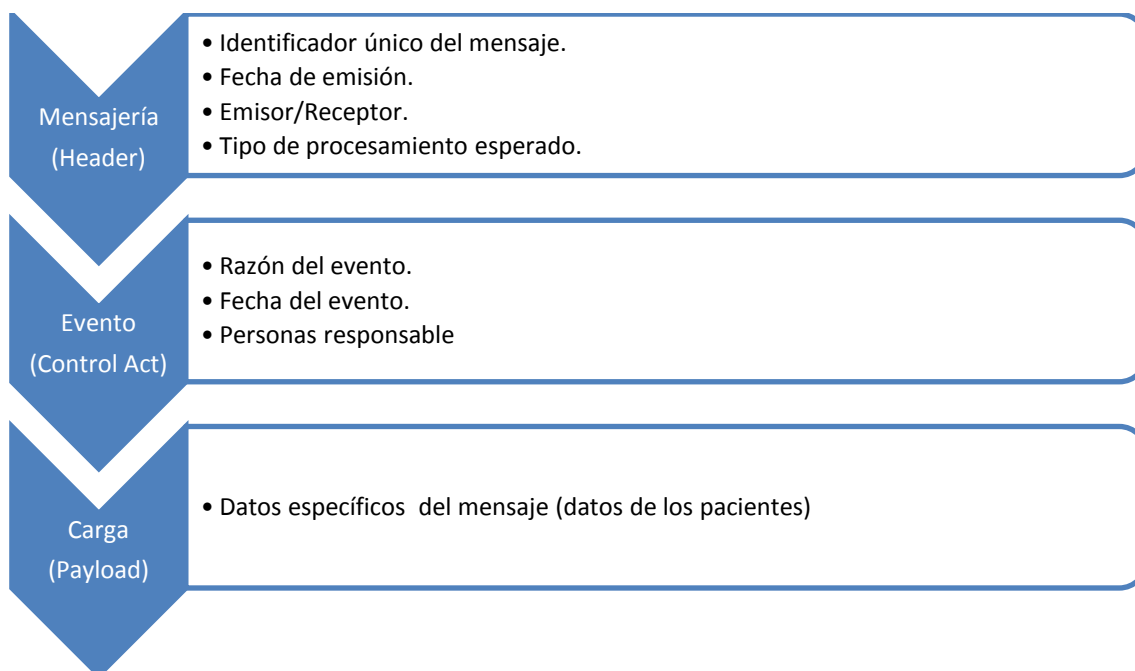 Mensajería
(Header)
• Identificador único del mensaje.
• Fecha de emisión.
• Emisor/Receptor.
• Tipo de procesamiento esperado.
Evento
(Control Act)
• Razón del evento.
• Fecha del evento.
• Personas responsable
Carga
(Payload)
• Datos específicos  del mensaje (datos de los pacientes)